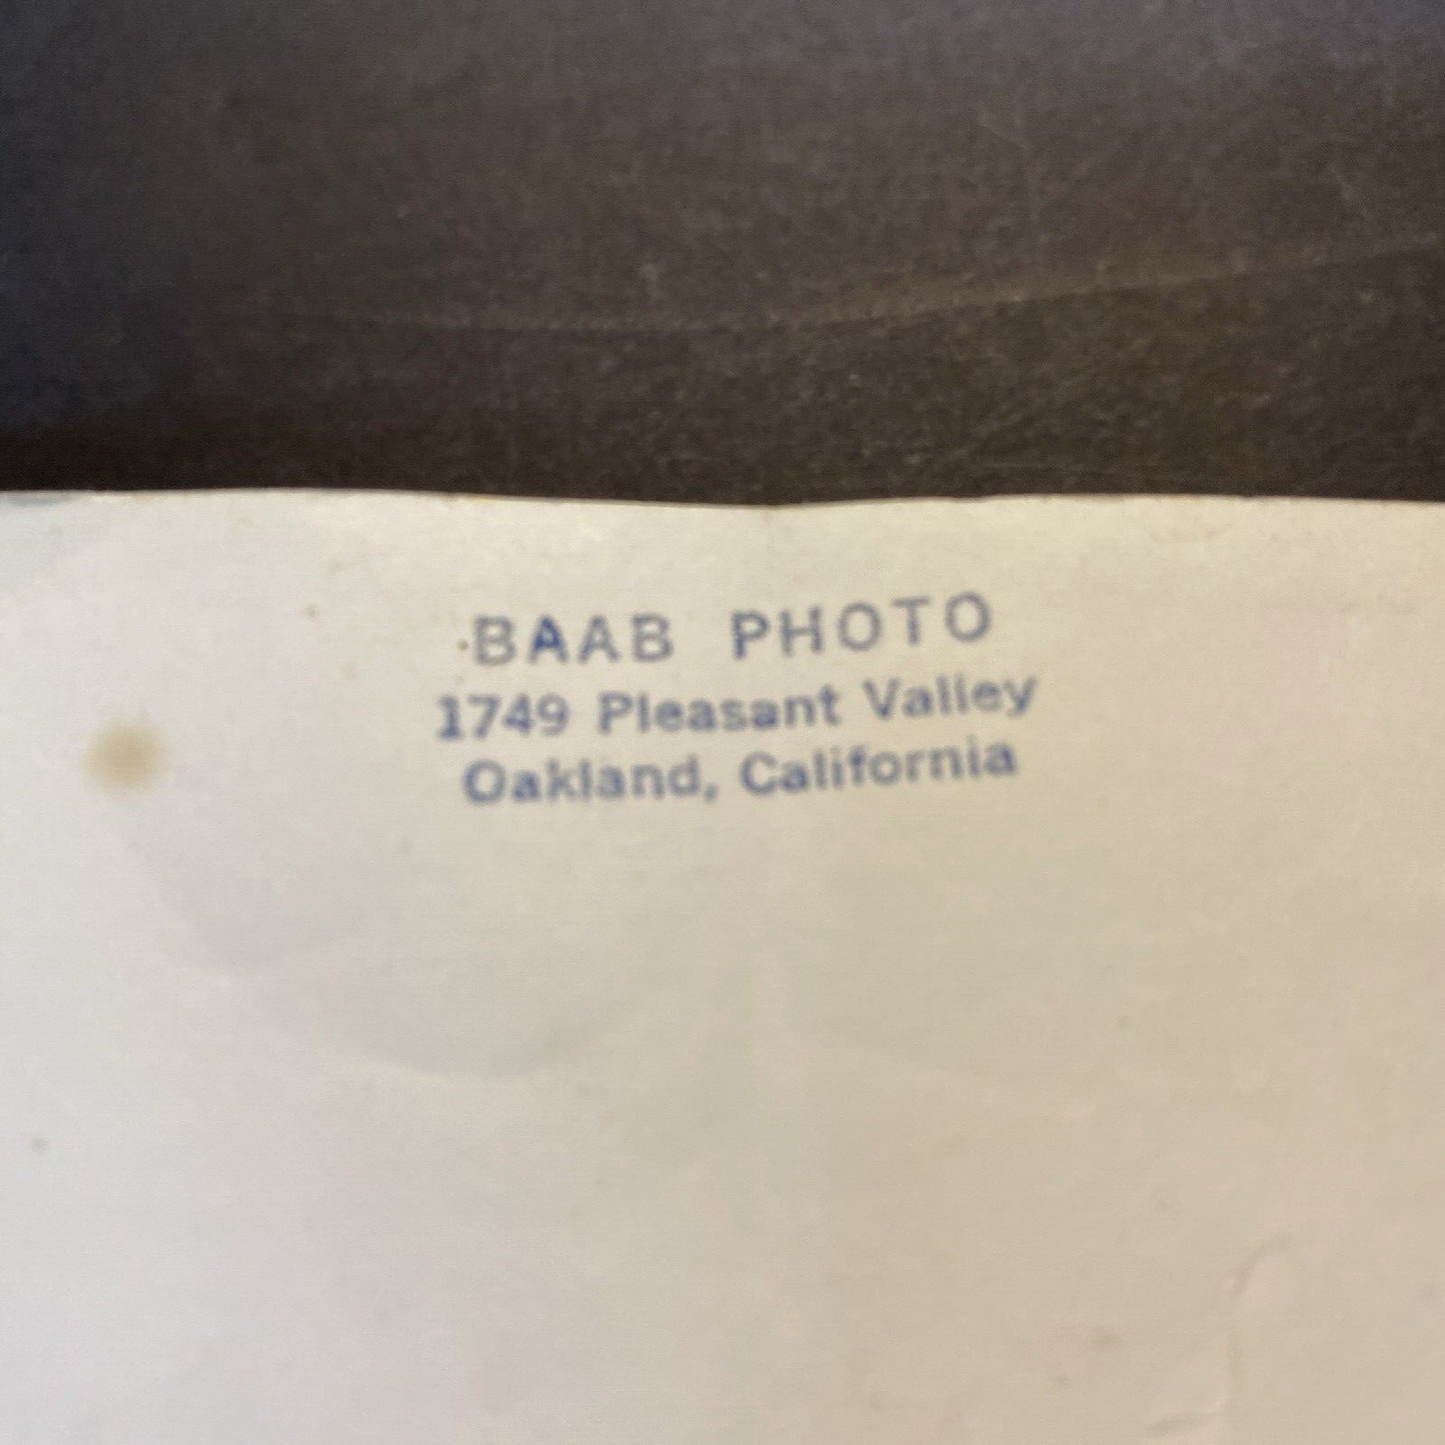 BAAB PHOTO
1749 Pleasant Valley
Oakland, California